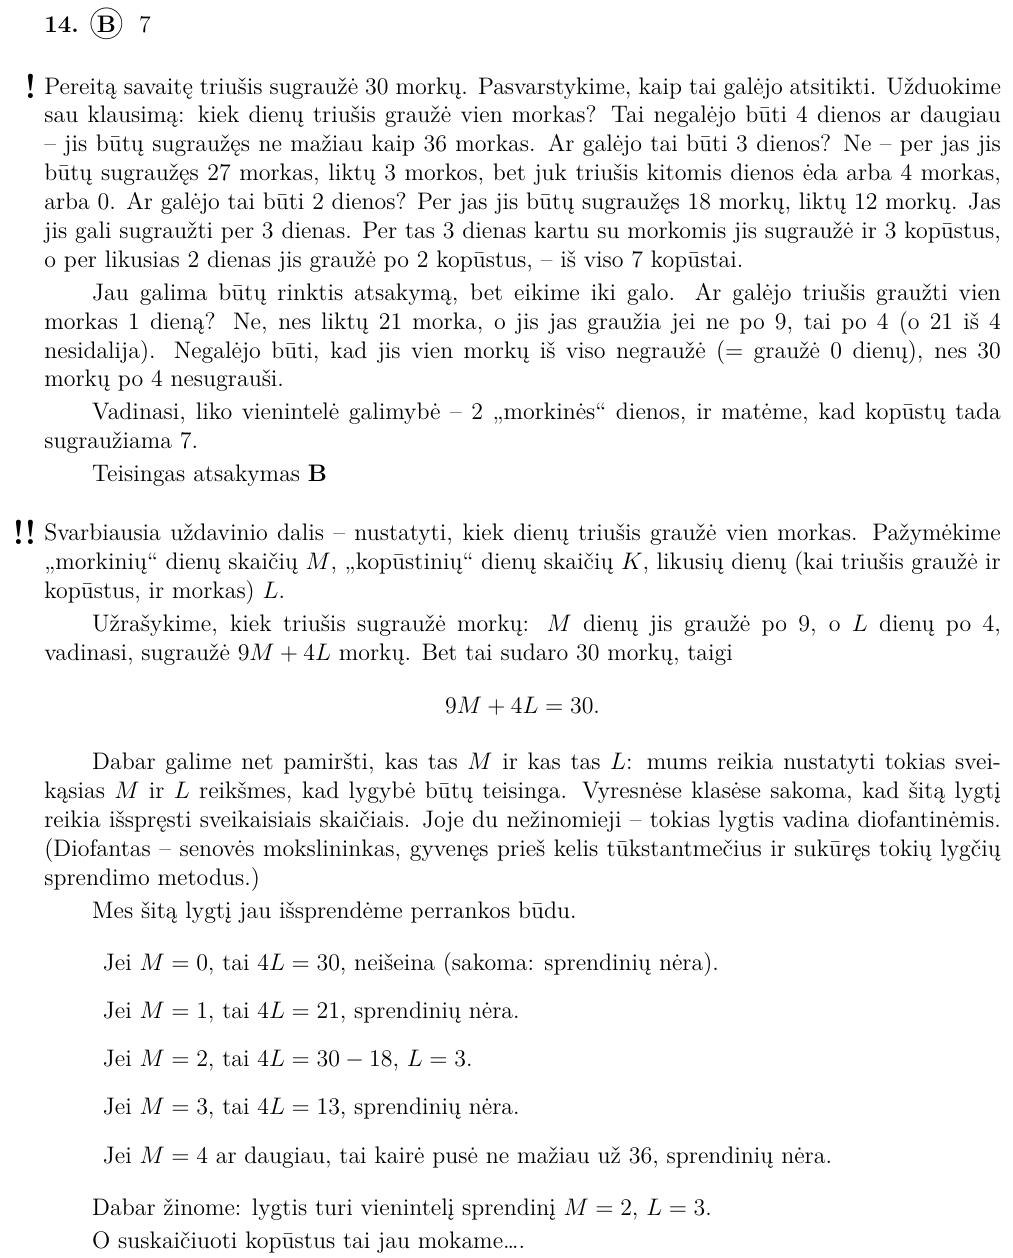 14. Ⓑ 7
! Pereitą savaitę triušis sugraužė 30 morkų. Pasvarstykime, kaip tai galėjo atsitikti. Užduokime
sau klausimą: kiek dienų triušis graužė vien morkas? Tai negalėjo būti 4 dienos ar daugiau
– jis būtų sugraužęs ne mažiau kaip 36 morkas. Ar galėjo tai būti 3 dienos? Ne – per jas jis
būtų sugraužęs 27 morkas, liktų 3 morkos, bet juk triušis kitomis dienos ėda arba 4 morkas,
arba 0. Ar galėjo tai būti 2 dienos? Per jas jis būtų sugraužęs 18 morkų, liktų 12 morkų. Jas
jis gali sugraužti per 3 dienas. Per tas 3 dienas kartu su morkomis jis sugraužė ir 3 kopūstus,
o per likusias 2 dienas jis graužė po 2 kopūstus, – iš viso 7 kopūstai.
Jau galima būtų rinktis atsakymą, bet eikime iki galo. Ar galėjo triušis graužti vien
morkas 1 dieną? Ne, nes liktų 21 morka, o jis jas graužia jei ne po 9, tai po 4 (o 21 iš 4
nesidalija). Negalėjo būti, kad jis vien morkų iš viso negraužė (= graužė 0 dienų), nes 30
morkų po 4 nesugrauši.
Vadinasi, liko vienintelė galimybė – 2 „morkinės“ dienos, ir matėme, kad kopūstų tada
sugraužiama 7.
Teisingas atsakymas B
!! Svarbiausia uždavinio dalis – nustatyti, kiek dienų triušis graužė vien morkas. Pažymėkime
„morkinių“ dienų skaičių M, „kopūstinių“ dienų skaičių K, likusių dienų (kai triušis graužė ir
kopūstus, ir morkas) L.
Užrašykime, kiek triušis sugraužė morkų: M dienų jis graužė po 9, o L dienų po 4,
vadinasi, sugraužė 9M + 4L morkų. Bet tai sudaro 30 morkų, taigi
9M + 4L = 30.
Dabar galime net pamiršti, kas tas M ir kas tas L: mums reikia nustatyti tokias svei-
kąsias M ir L reikšmes, kad lygybė būtų teisinga. Vyresnėse klasėse sakoma, kad šitą lygtį
reikia išspręsti sveikaisiais skaičiais. Joje du nežinomieji – tokias lygtis vadina diofantinėmis.
(Diofantas – senovės mokslininkas, gyvenęs prieš kelis tūkstantmečius ir sukūręs tokių lygčių
sprendimo metodus.)
Mes šitą lygtį jau išsprendėme perrankos būdu.
Jei M = 0, tai 4L = 30, neišeina (sakoma: sprendinių nėra).
Jei M = 1, tai 4L = 21, sprendinių nėra.
Jei M = 2, tai 4L = 30 − 18, L = 3.
Jei M = 3, tai 4L = 13, sprendinių nėra.
Jei M = 4 ar daugiau, tai kairė pusė ne mažiau už 36, sprendinių nėra.
Dabar žinome: lygtis turi vienintelį sprendinį M = 2, L = 3.
O suskaičiuoti kopūstus tai jau mokame....